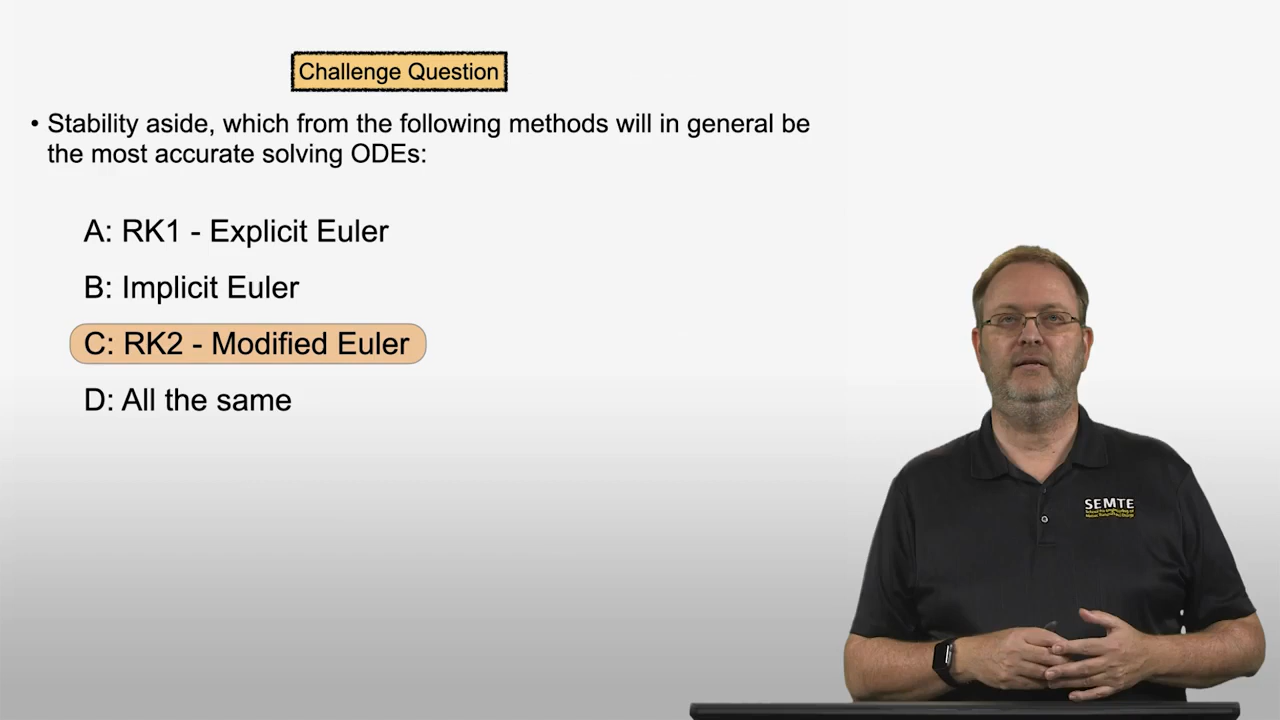 Challenge Question
• Stability aside, which from the following methods will in general be
the most accurate solving ODEs:
A: RK1 - Explicit Euler
B: Implicit Euler
C: RK2 - Modified Euler
D: All the same
SEMTE